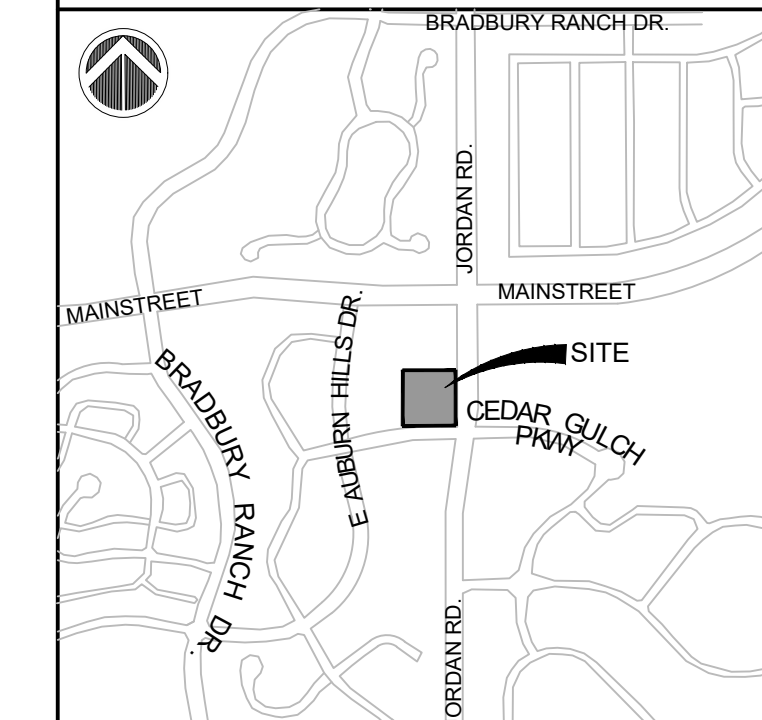 BRADBURY RANCH DR.
JORDAN RD.
MAINSTREET
MAINSTREET
E AUBURN HILLS DR.
SITE
BRADBURY RANCH DR.
CEDAR GULCH
PKWY
ORDAN RD.